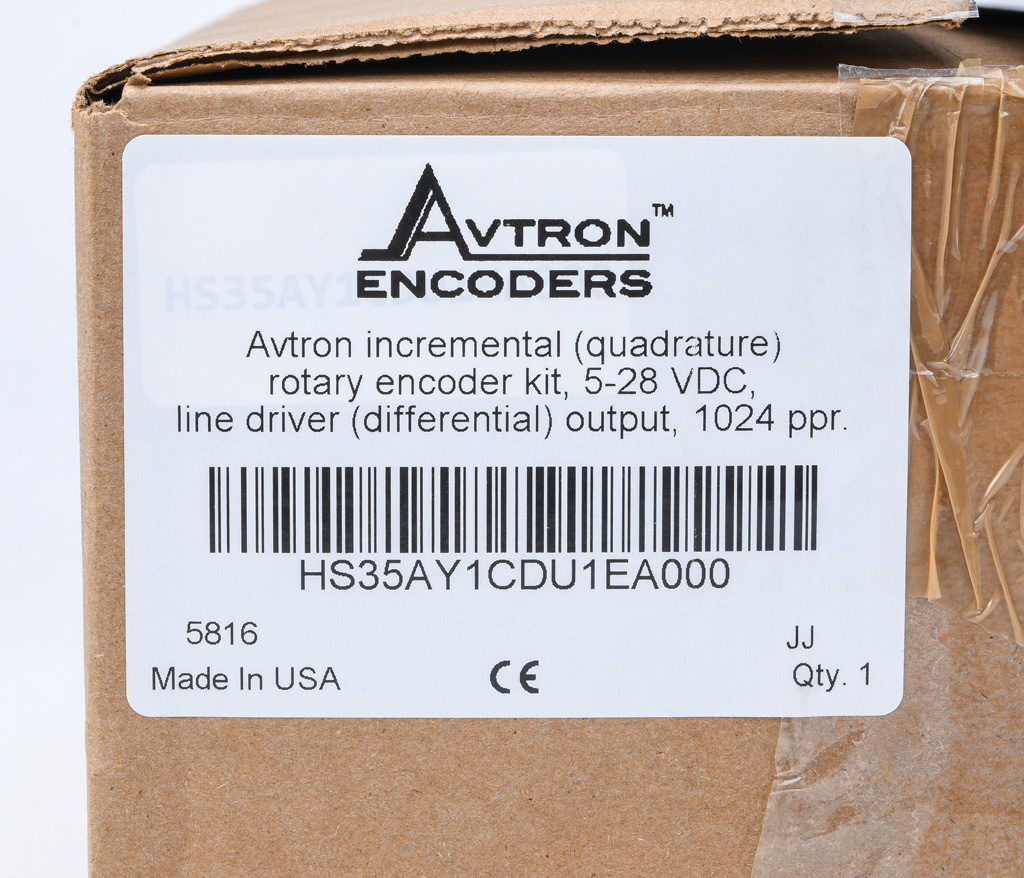 AVTRON™
ENCODERS
HS35AY1
Avtron incremental (quadrature)
rotary encoder kit, 5-28 VDC,
line driver (differential) output, 1024 ppr.
HS35AY1CDU1EA000
5816
JJ
Made In USA
CE
Qty. 1